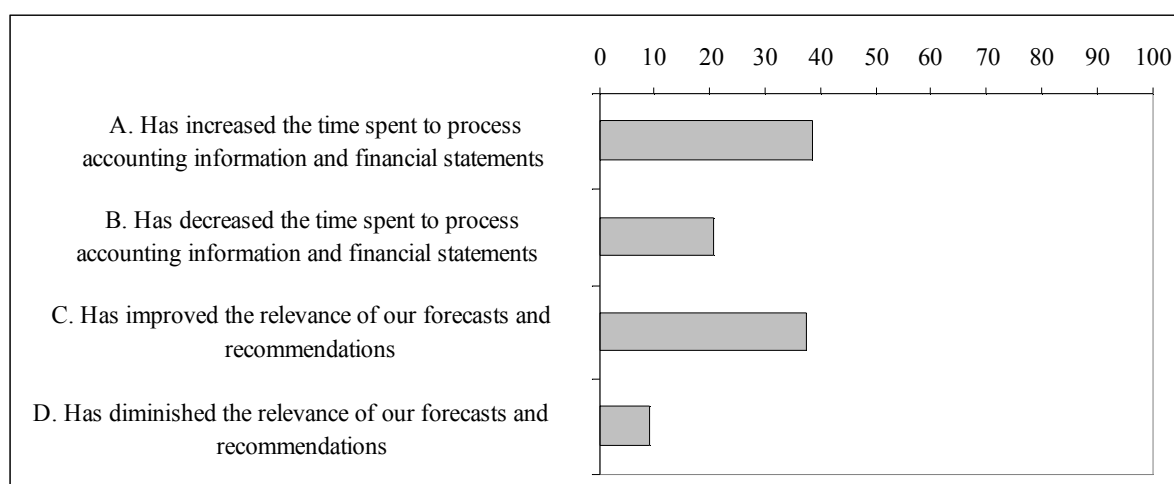 0 10 20 30 40 50 60 70 80 90 100
A. Has increased the time spent to process
accounting information and financial statements
B. Has decreased the time spent to process
accounting information and financial statements
C. Has improved the relevance of our forecasts and
recommendations
D. Has diminished the relevance of our forecasts and
recommendations